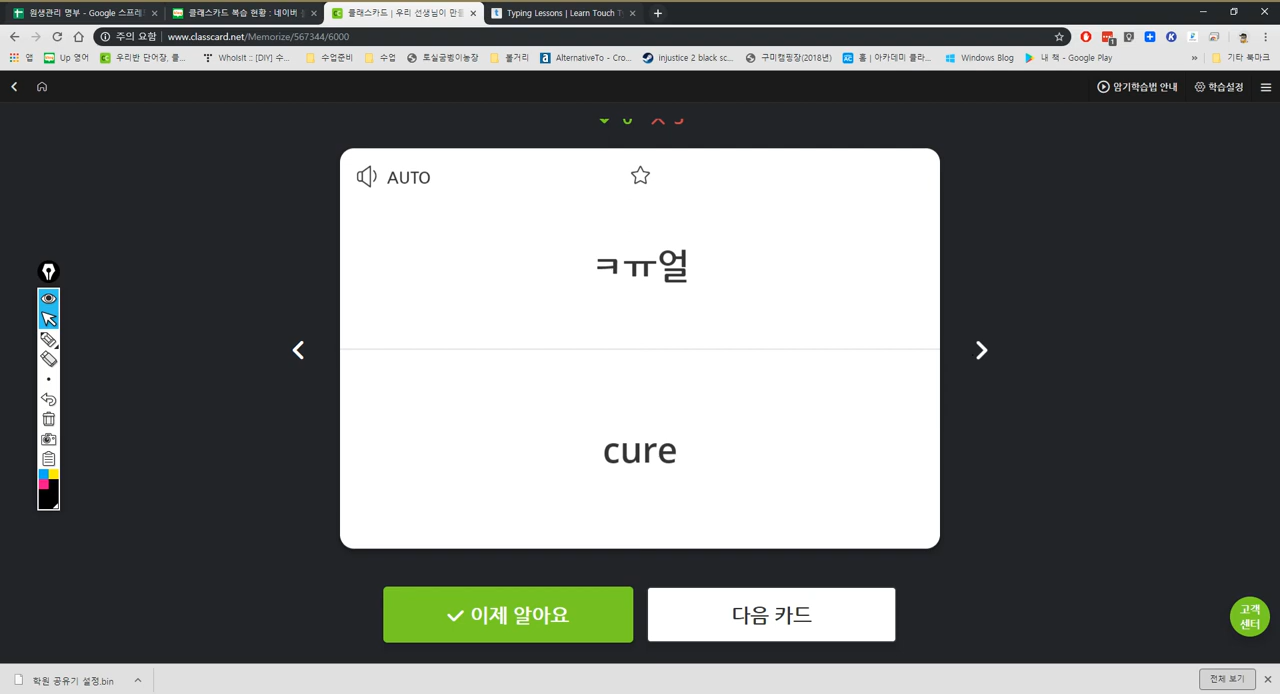 원생관리 명부 - Google 스프레
클래스카드 복습 현황 : 네이버
클래스카드 | 우리 선생님이 만든
Typing Lessons | Learn Touch T
주의 요함 | www.classcard.net/Memorize/567344/6000
앱
Up 영어
우리반 단어장, 클...
WhoIst :: [DIY] 수...
수업준비
수업
토실굼벵이농장
볼거리
AlternativeTo - Cro...
injustice 2 black sc...
구미캠핑장(2018년)
홈 | 아카데미 클라...
Windows Blog
내 책 - Google Play
»
기타 북마크
암기학습법 안내
학습설정
AUTO
ㅋㅠ얼
cure
이제 알아요
다음 카드
고객
센터
학원 공유기 설정.bin
전체 보기